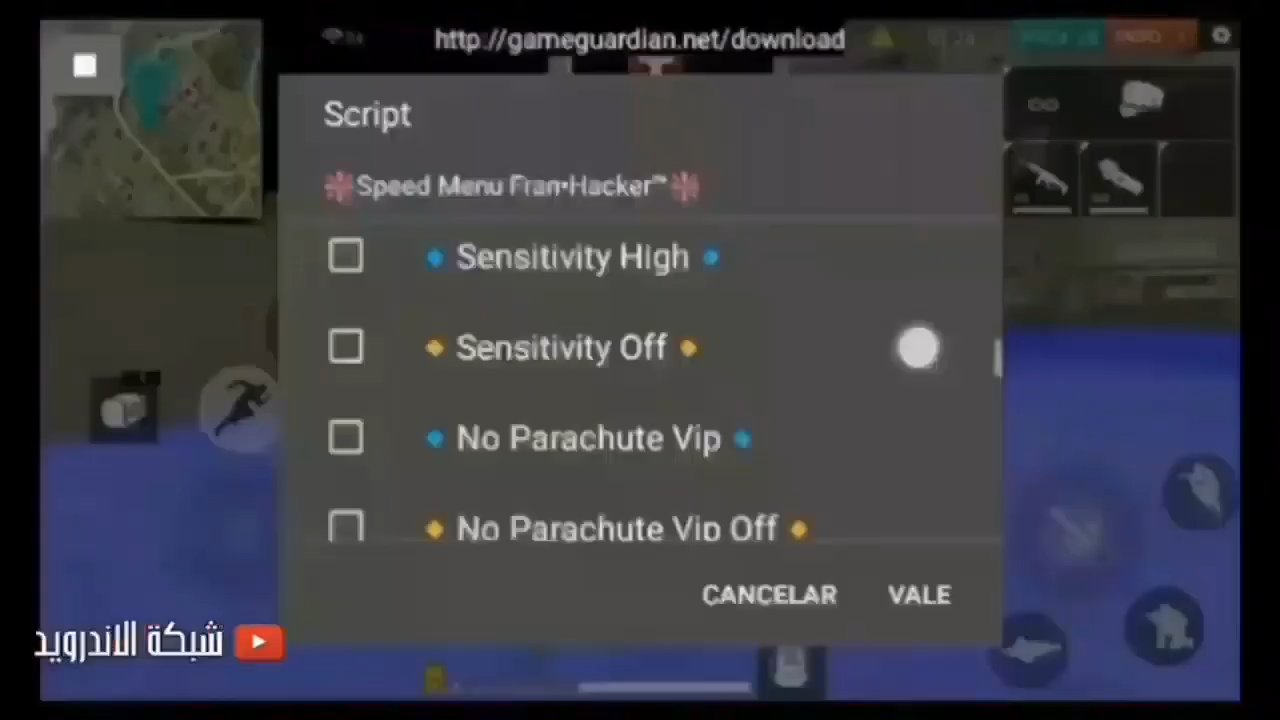 http://gameguardian.net/download
Script
Speed Menu Fran•Hacker™
Sensitivity High
Sensitivity Off
No Parachute Vip
No Parachute Vip Off
CANCELAR VALE
شبكة الاندرويد